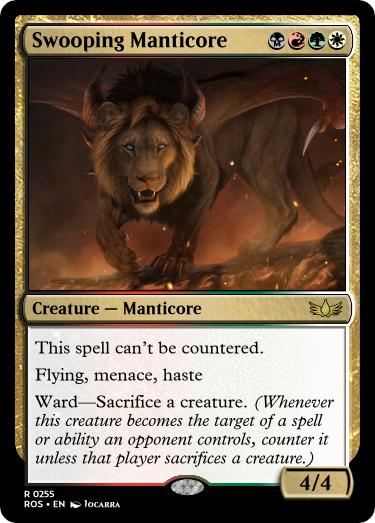 Swooping Manticore
Creature — Manticore
This spell can't be countered.
Flying, menace, haste
Ward—Sacrifice a creature. (Whenever
this creature becomes the target of a spell
or ability an opponent controls, counter it
unless that player sacrifices a creature.)
4/4
R 0255
ROS • EN Jocarra